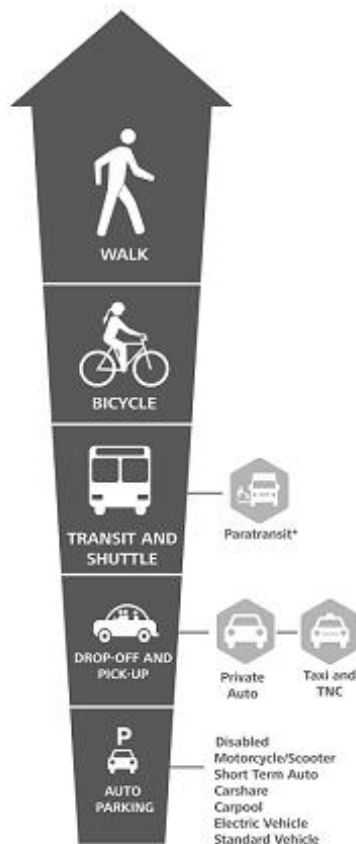 WALK
BICYCLE
TRANSIT AND
SHUTTLE
Paratransit*
DROP-OFF AND
PICK-UP
Private
Auto
Taxi and
TNC
P
AUTO
PARKING
Disabled
Motorcycle/Scooter
Short Term Auto
Carshare
Carpool
Electric Vehicle
Standard Vehicle